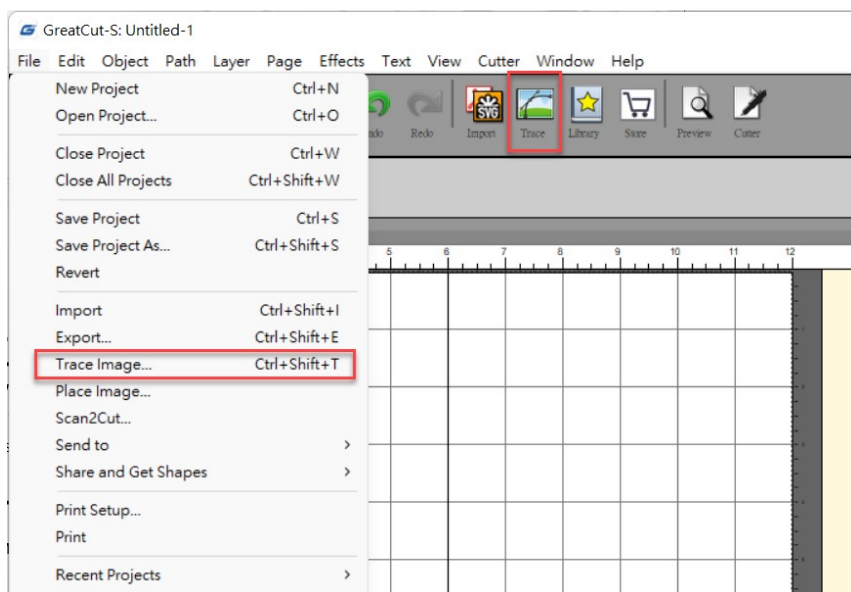 GreatCut-S: Untitled-1
File Edit Object Path Layer Page Effects Text View Cutter Window Help
New Project Ctrl+N
Open Project... Ctrl+O
Close Project Ctrl+W
Close All Projects Ctrl+Shift+W
Save Project Ctrl+S
Save Project As... Ctrl+Shift+S
Revert
Import Ctrl+Shift+I
Export... Ctrl+Shift+E
Trace Image... Ctrl+Shift+T
Place Image...
Scan2Cut...
Send to >
Share and Get Shapes >
Print Setup...
Print
Recent Projects >
SVG
Redo Import Trace Library Store Preview Cutter
5 6 7 8 9 10 11 12